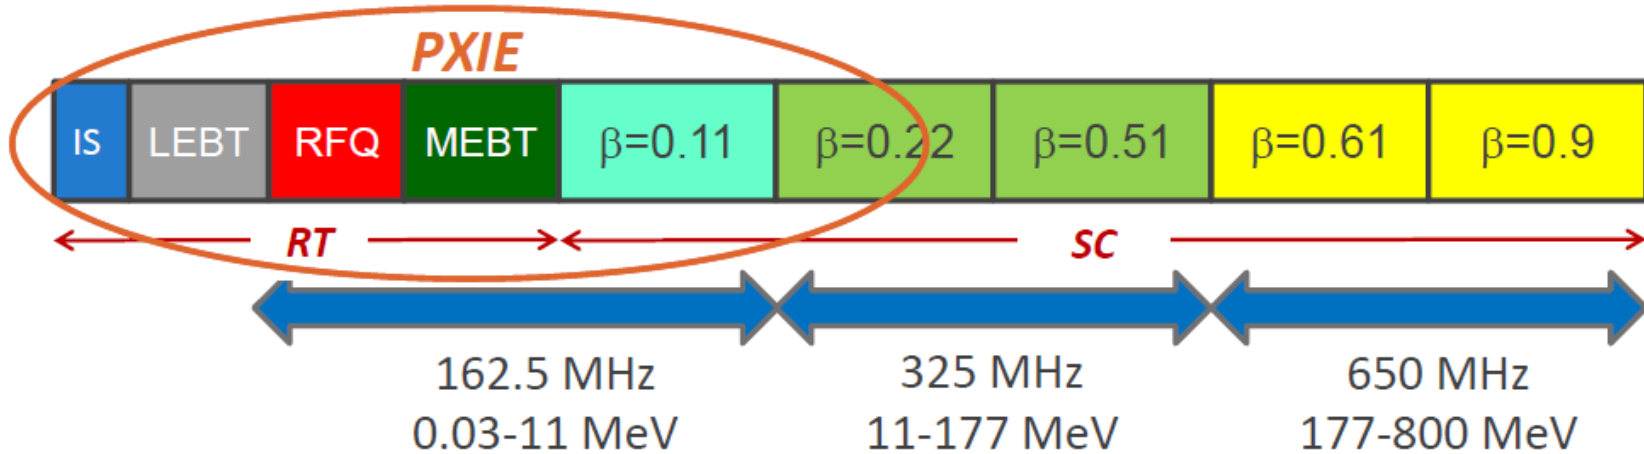 PXIE
IS LEBT RFQ MEBT β=0.11 β=0.22 β=0.51 β=0.61 β=0.9
RT SC
162.5 MHz 325 MHz 650 MHz
0.03-11 MeV 11-177 MeV 177-800 MeV